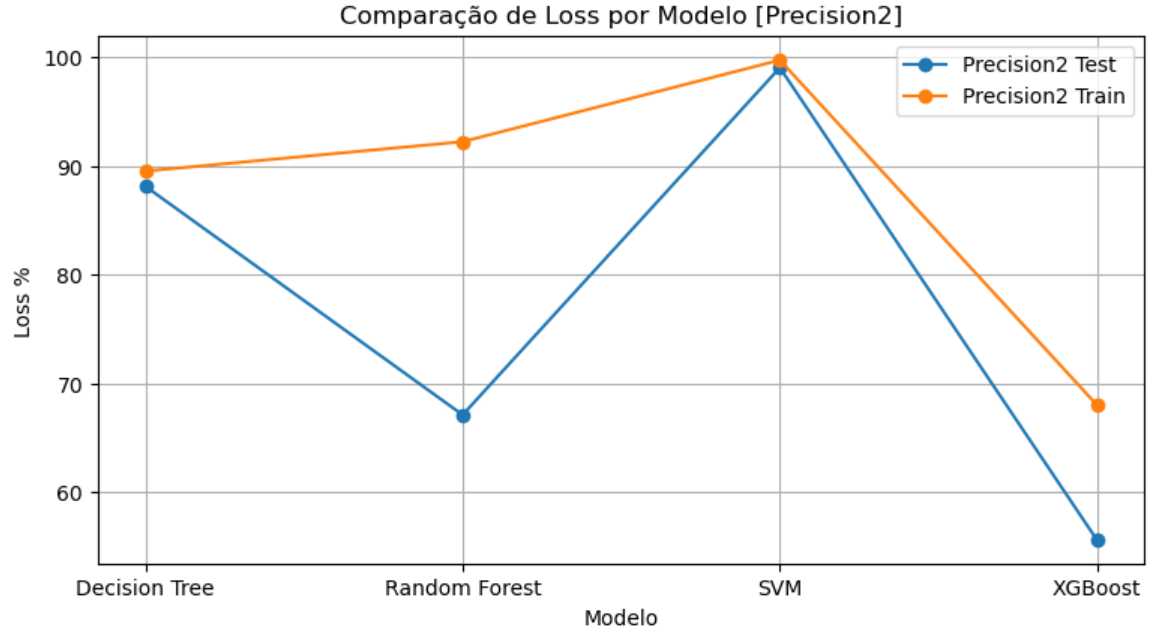 Comparação de Loss por Modelo [Precision2]
Precision2 Test
Precision2 Train
Loss %
100
90
80
70
60
Decision Tree
Random Forest
SVM
XGBoost
Modelo